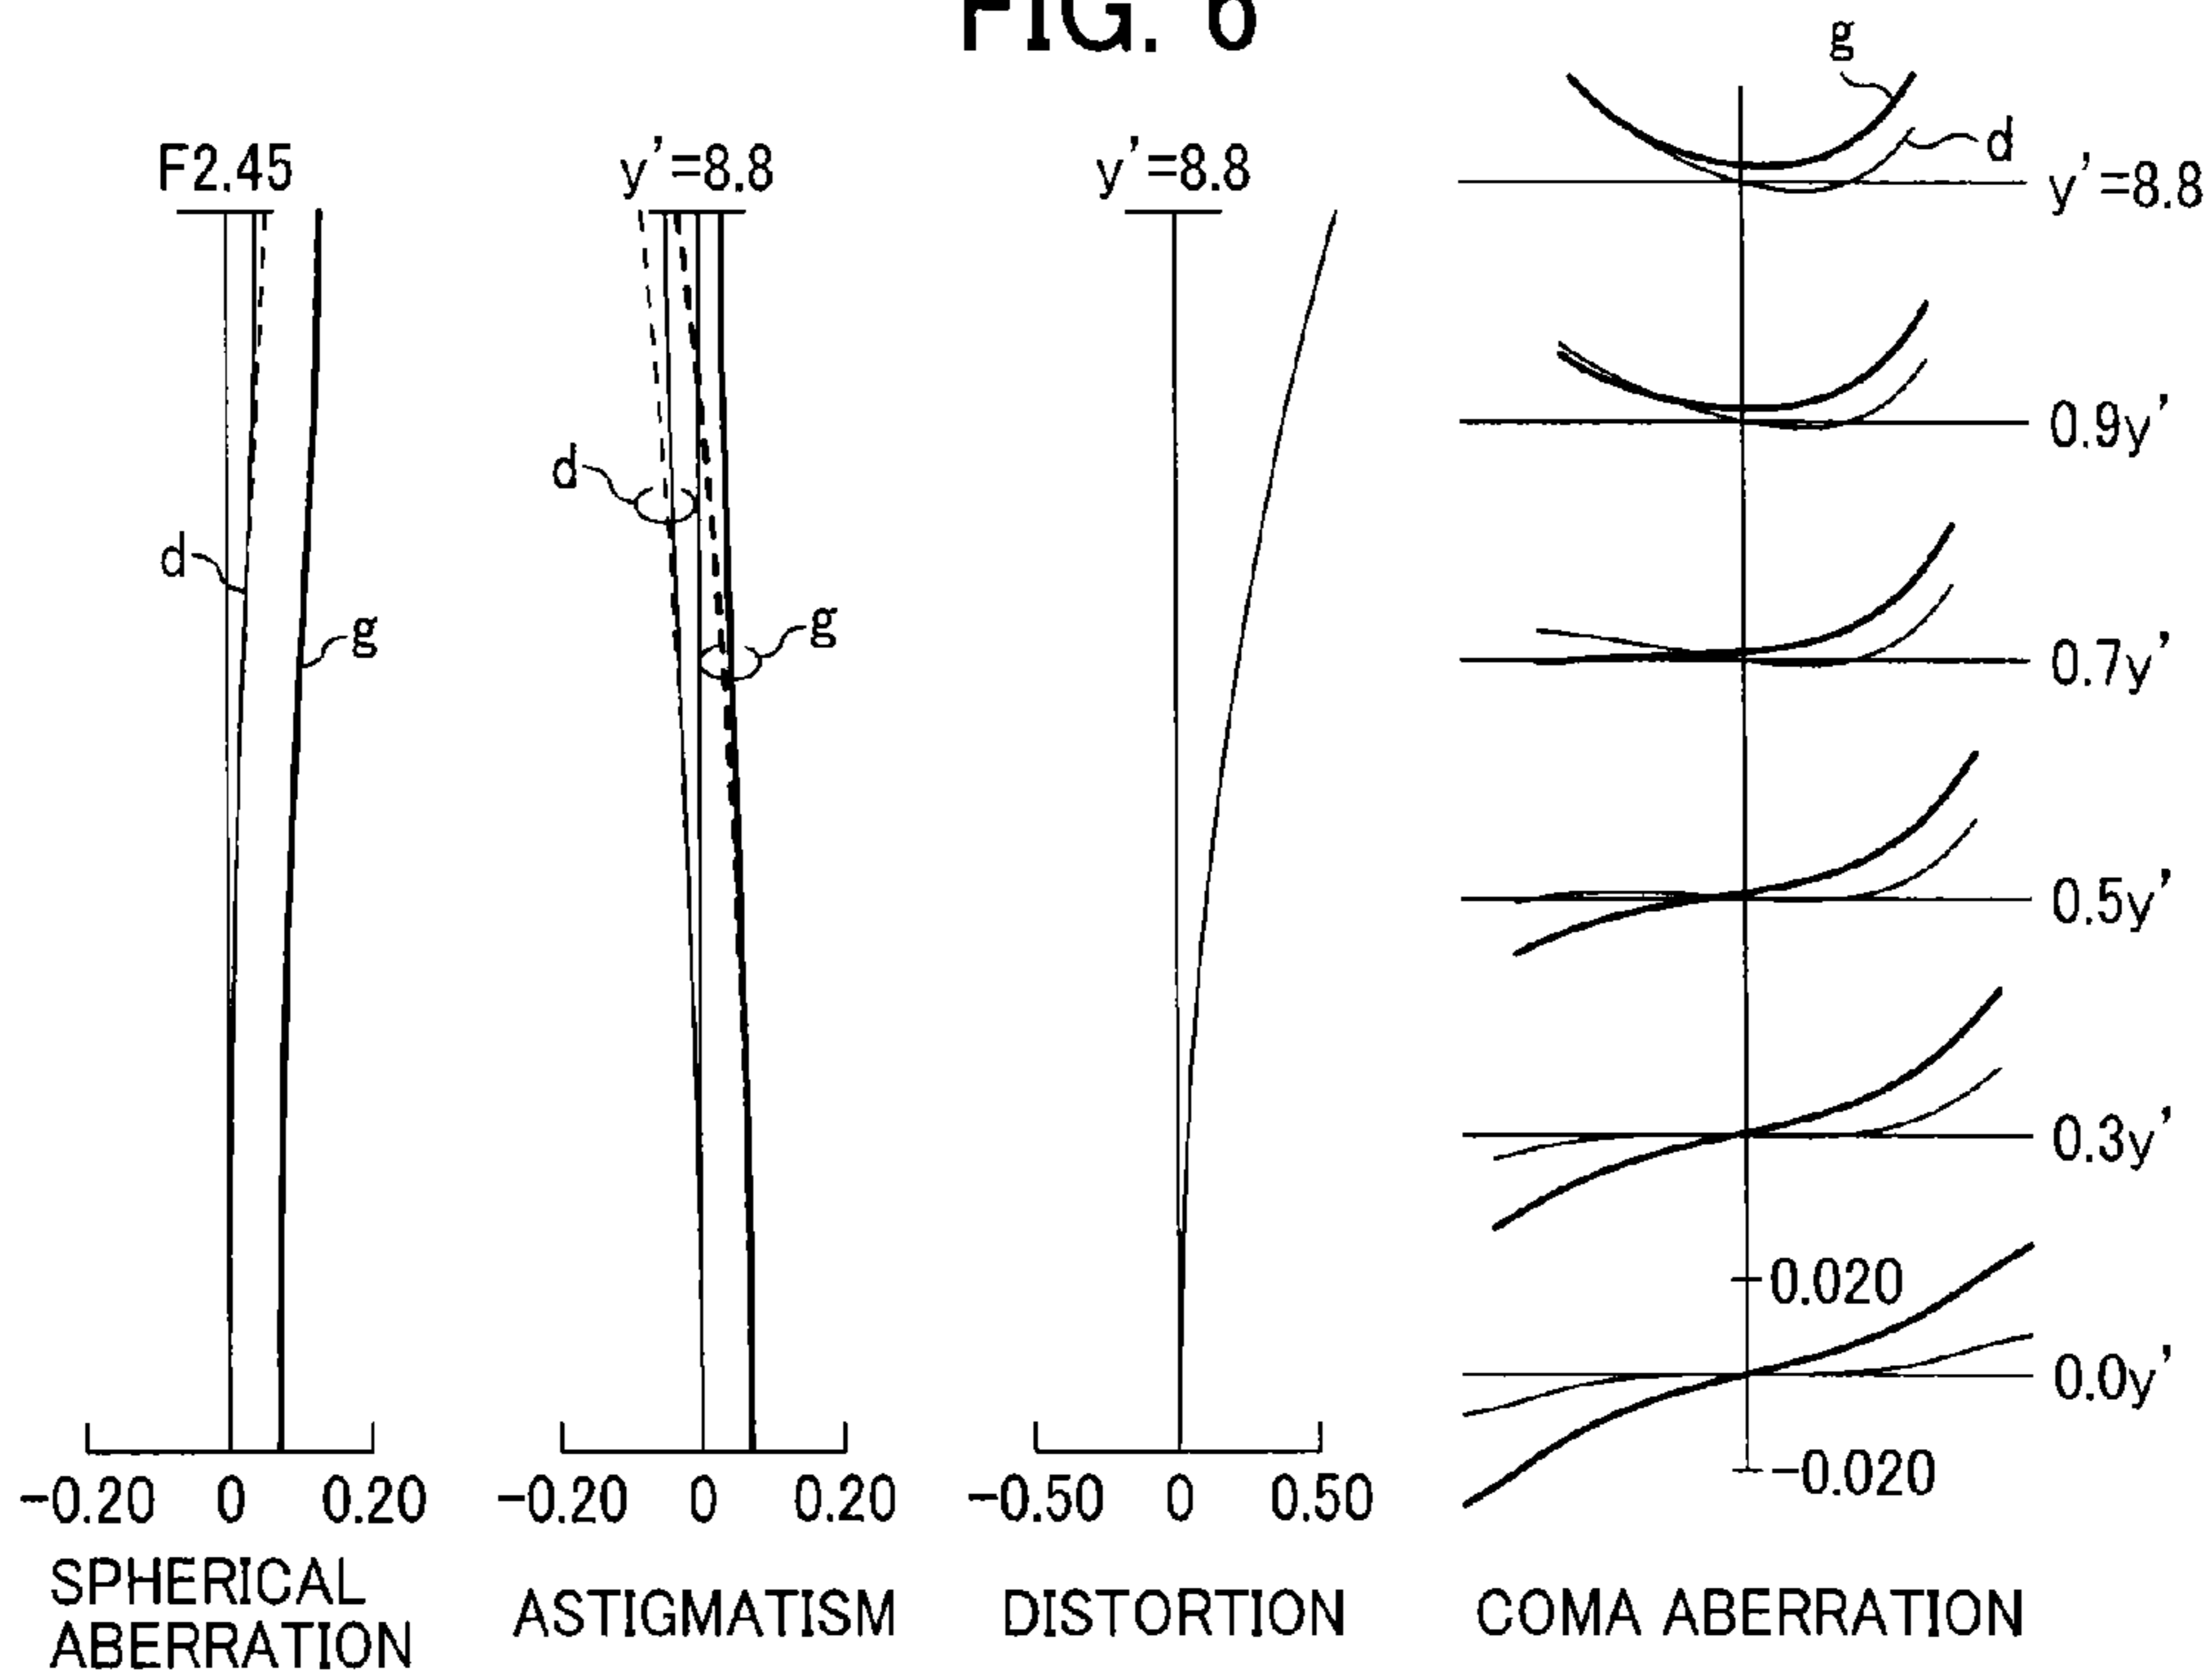 FIG. 6
F2.45
d
g
-0.20 0 0.20
SPHERICAL
ABERRATION
y'=8.8
d
g
-0.20 0 0.20
ASTIGMATISM
y'=8.8
-0.50 0 0.50
DISTORTION
g
d
y'=8.8
0.9y'
0.7y'
0.5y'
0.3y'
0.020
0.0y'
-0.020
COMA ABERRATION